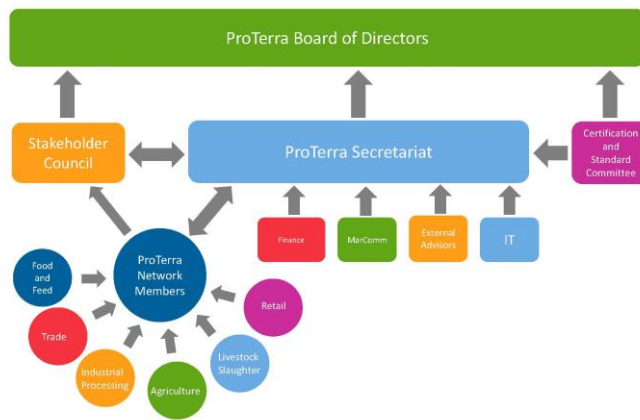 ProTerra Board of Directors
Stakeholder
Council
ProTerra Secretariat
Certification
and
Standard
Committee
Finance
MarComm
External
Advisors
IT
ProTerra
Network
Members
Food
and
Feed
Trade
Industrial
Processing
Agriculture
Livestock
Slaughter
Retail